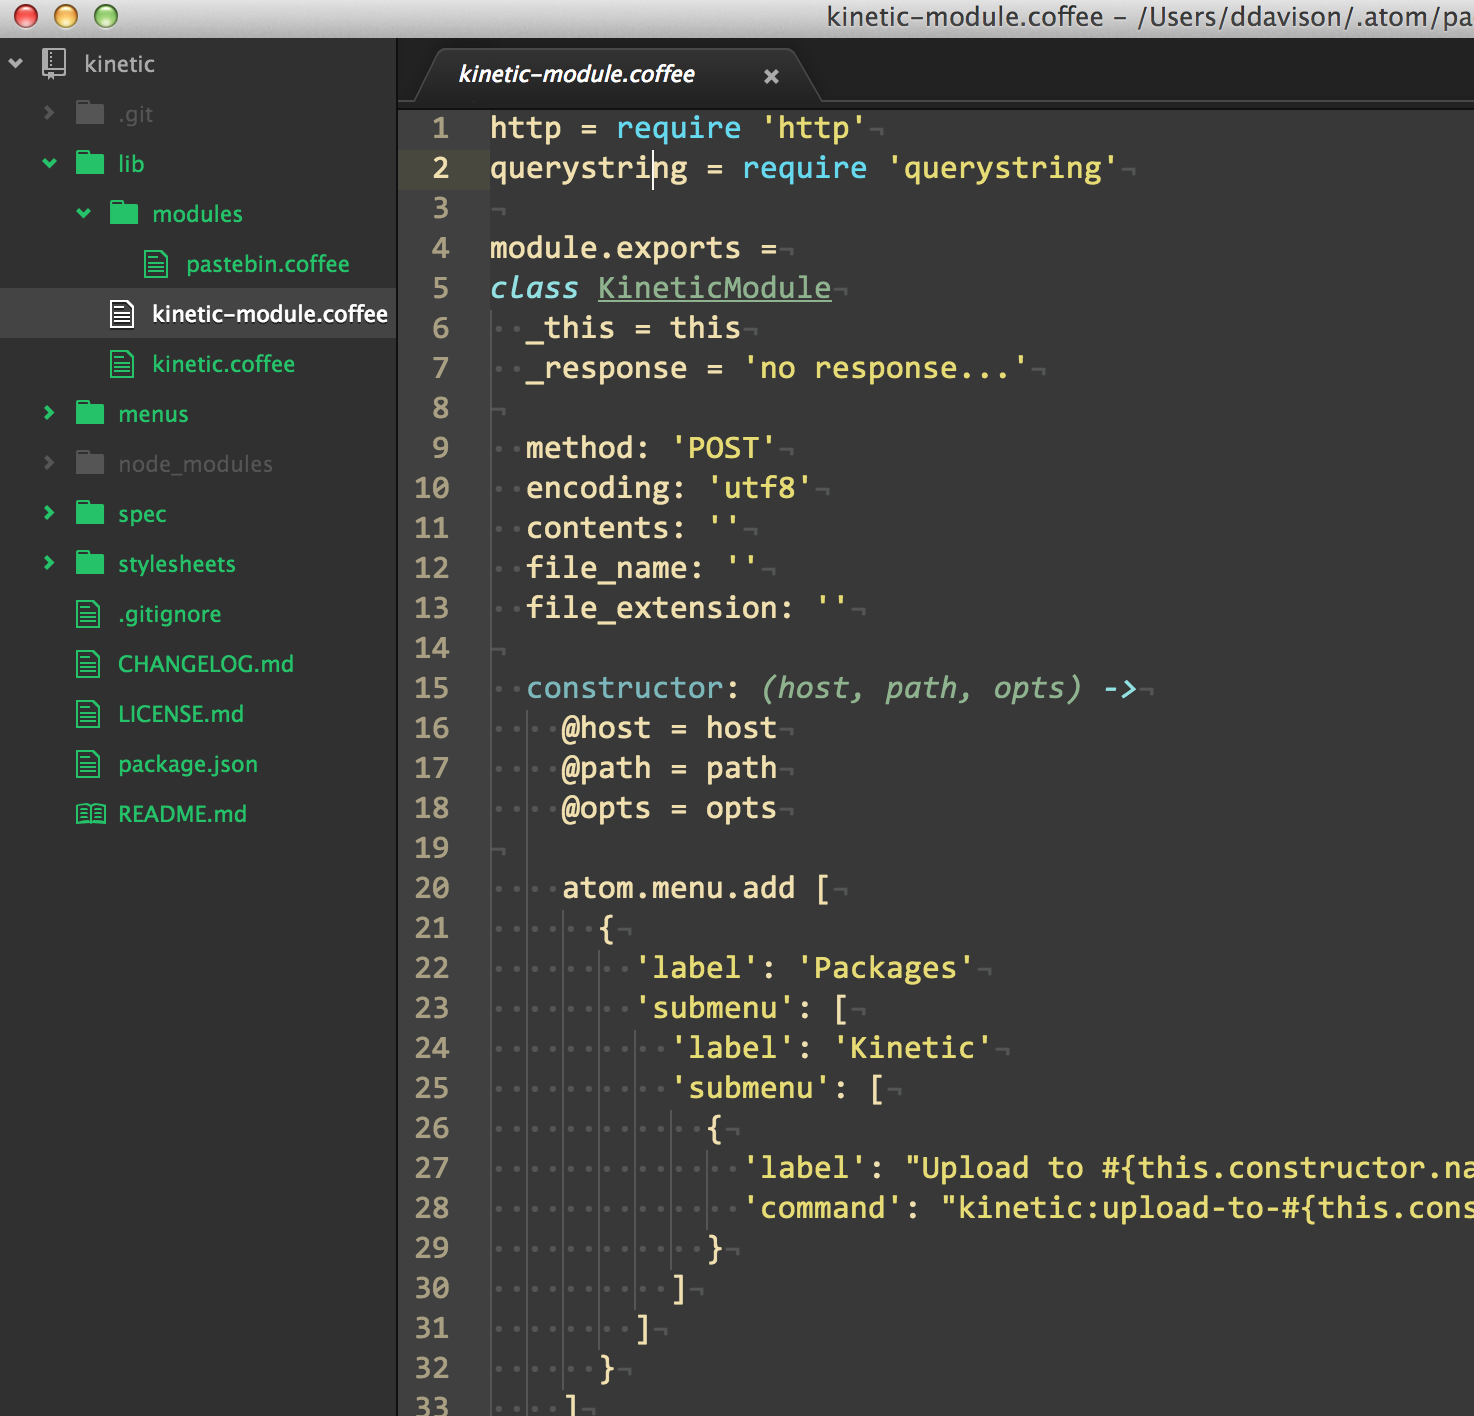 kinetic-module.coffee – /Users/ddavison/.atom/pa
kinetic
.git
lib
modules
pastebin.coffee
kinetic-module.coffee
kinetic.coffee
menus
node_modules
spec
stylesheets
.gitignore
CHANGELOG.md
LICENSE.md
package.json
README.md
kinetic-module.coffee ×
1 http = require 'http'¬
2 querystring = require 'querystring'¬
3 ¬
4 module.exports =¬
5 class KineticModule¬
6 ··_this = this¬
7 ··_response = 'no response...'¬
8 ¬
9 ··method: 'POST'¬
10 ··encoding: 'utf8'¬
11 ··contents: ''¬
12 ··file_name: ''¬
13 ··file_extension: ''¬
14 ¬
15 ··constructor: (host, path, opts) ->¬
16 ····@host = host¬
17 ····@path = path¬
18 ····@opts = opts¬
19 ¬
20 ····atom.menu.add [¬
21 ······{¬
22 ········'label': 'Packages'¬
23 ········'submenu': [¬
24 ··········'label': 'Kinetic'¬
25 ··········'submenu': [¬
26 ············{¬
27 ··············'label': "Upload to #{this.constructor.na
28 ··············'command': "kinetic:upload-to-#{this.cons
29 ············}¬
30 ··········]¬
31 ········]¬
32 ······}¬
33 ····]¬